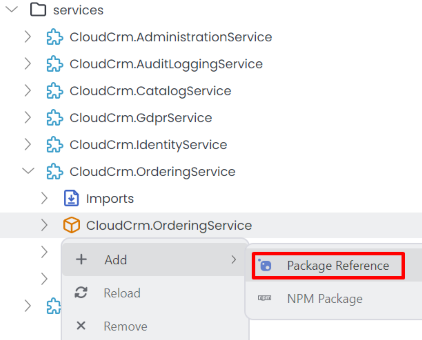 services
CloudCrm.AdministrationService
CloudCrm.AuditLoggingService
CloudCrm.CatalogService
CloudCrm.GdprService
CloudCrm.IdentityService
CloudCrm.OrderingService
Imports
CloudCrm.OrderingService
Add
Package Reference
Reload
NPM Package
Remove